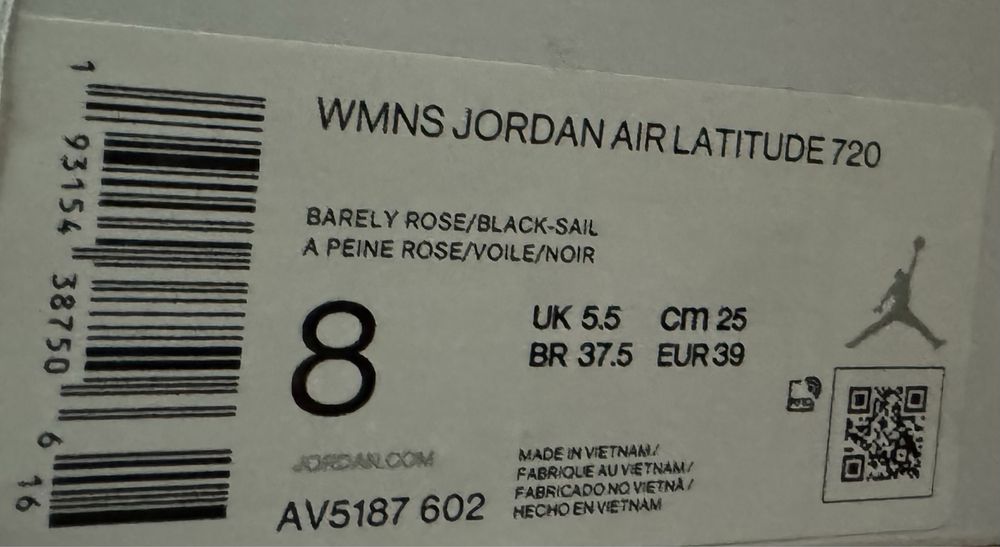 WMNS JORDAN AIR LATITUDE 720
BARELY ROSE/BLACK-SAIL
A PEINE ROSE/VOILE/NOIR
8
UK 5.5 cm 25
BR 37.5 EUR 39
JORDAN.COM
AV5187 602
MADE IN VIETNAM/
FABRIQUE AU VIETNAM/
FABRICADO NO VIETNÃ/
HECHO EN VIETNAM
1 93154 38750 6
16